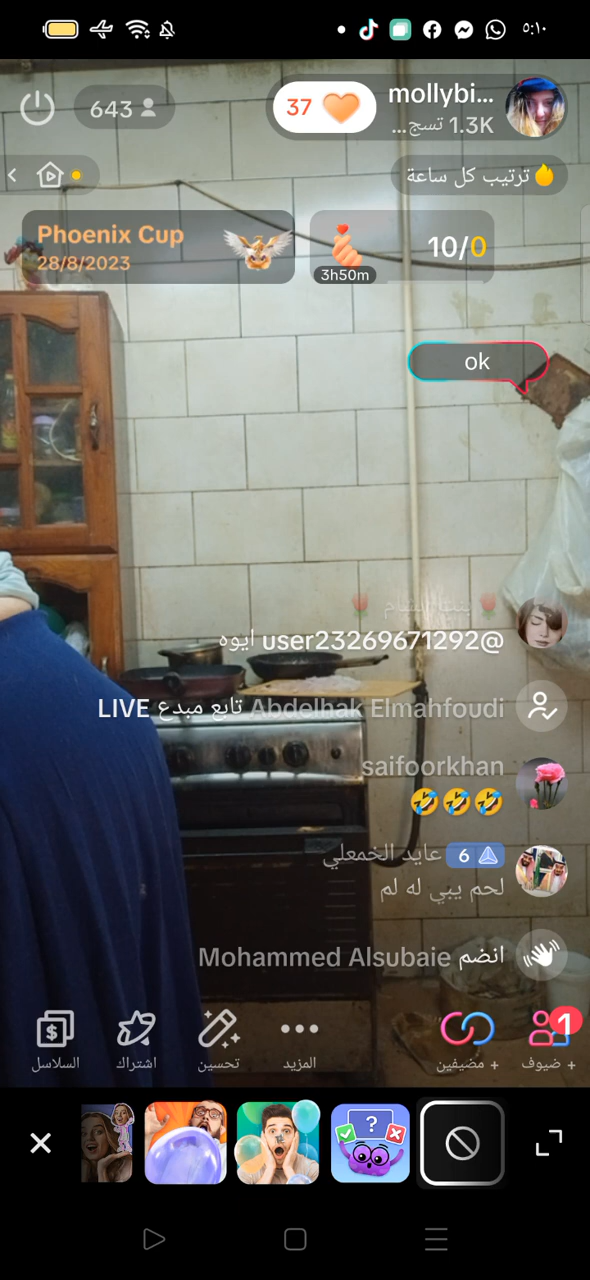 ٥:١٠
mollybi...
1.3K تسج...
37
643
ترتيب كل ساعة
Phoenix Cup
28/8/2023
10/0
3h50m
ok
@user23269671292 ايوه
Abdelhak Elmahfoudi تابع مبدع LIVE
saifoorkhan
🤣🤣🤣
6 عايد الخمعلي
لحم يبي له لم
Mohammed Alsubaie انضم
1
+ ضيوف
+ مضيفين
المزيد
تحسين
اشتراك
السلاسل
$
?